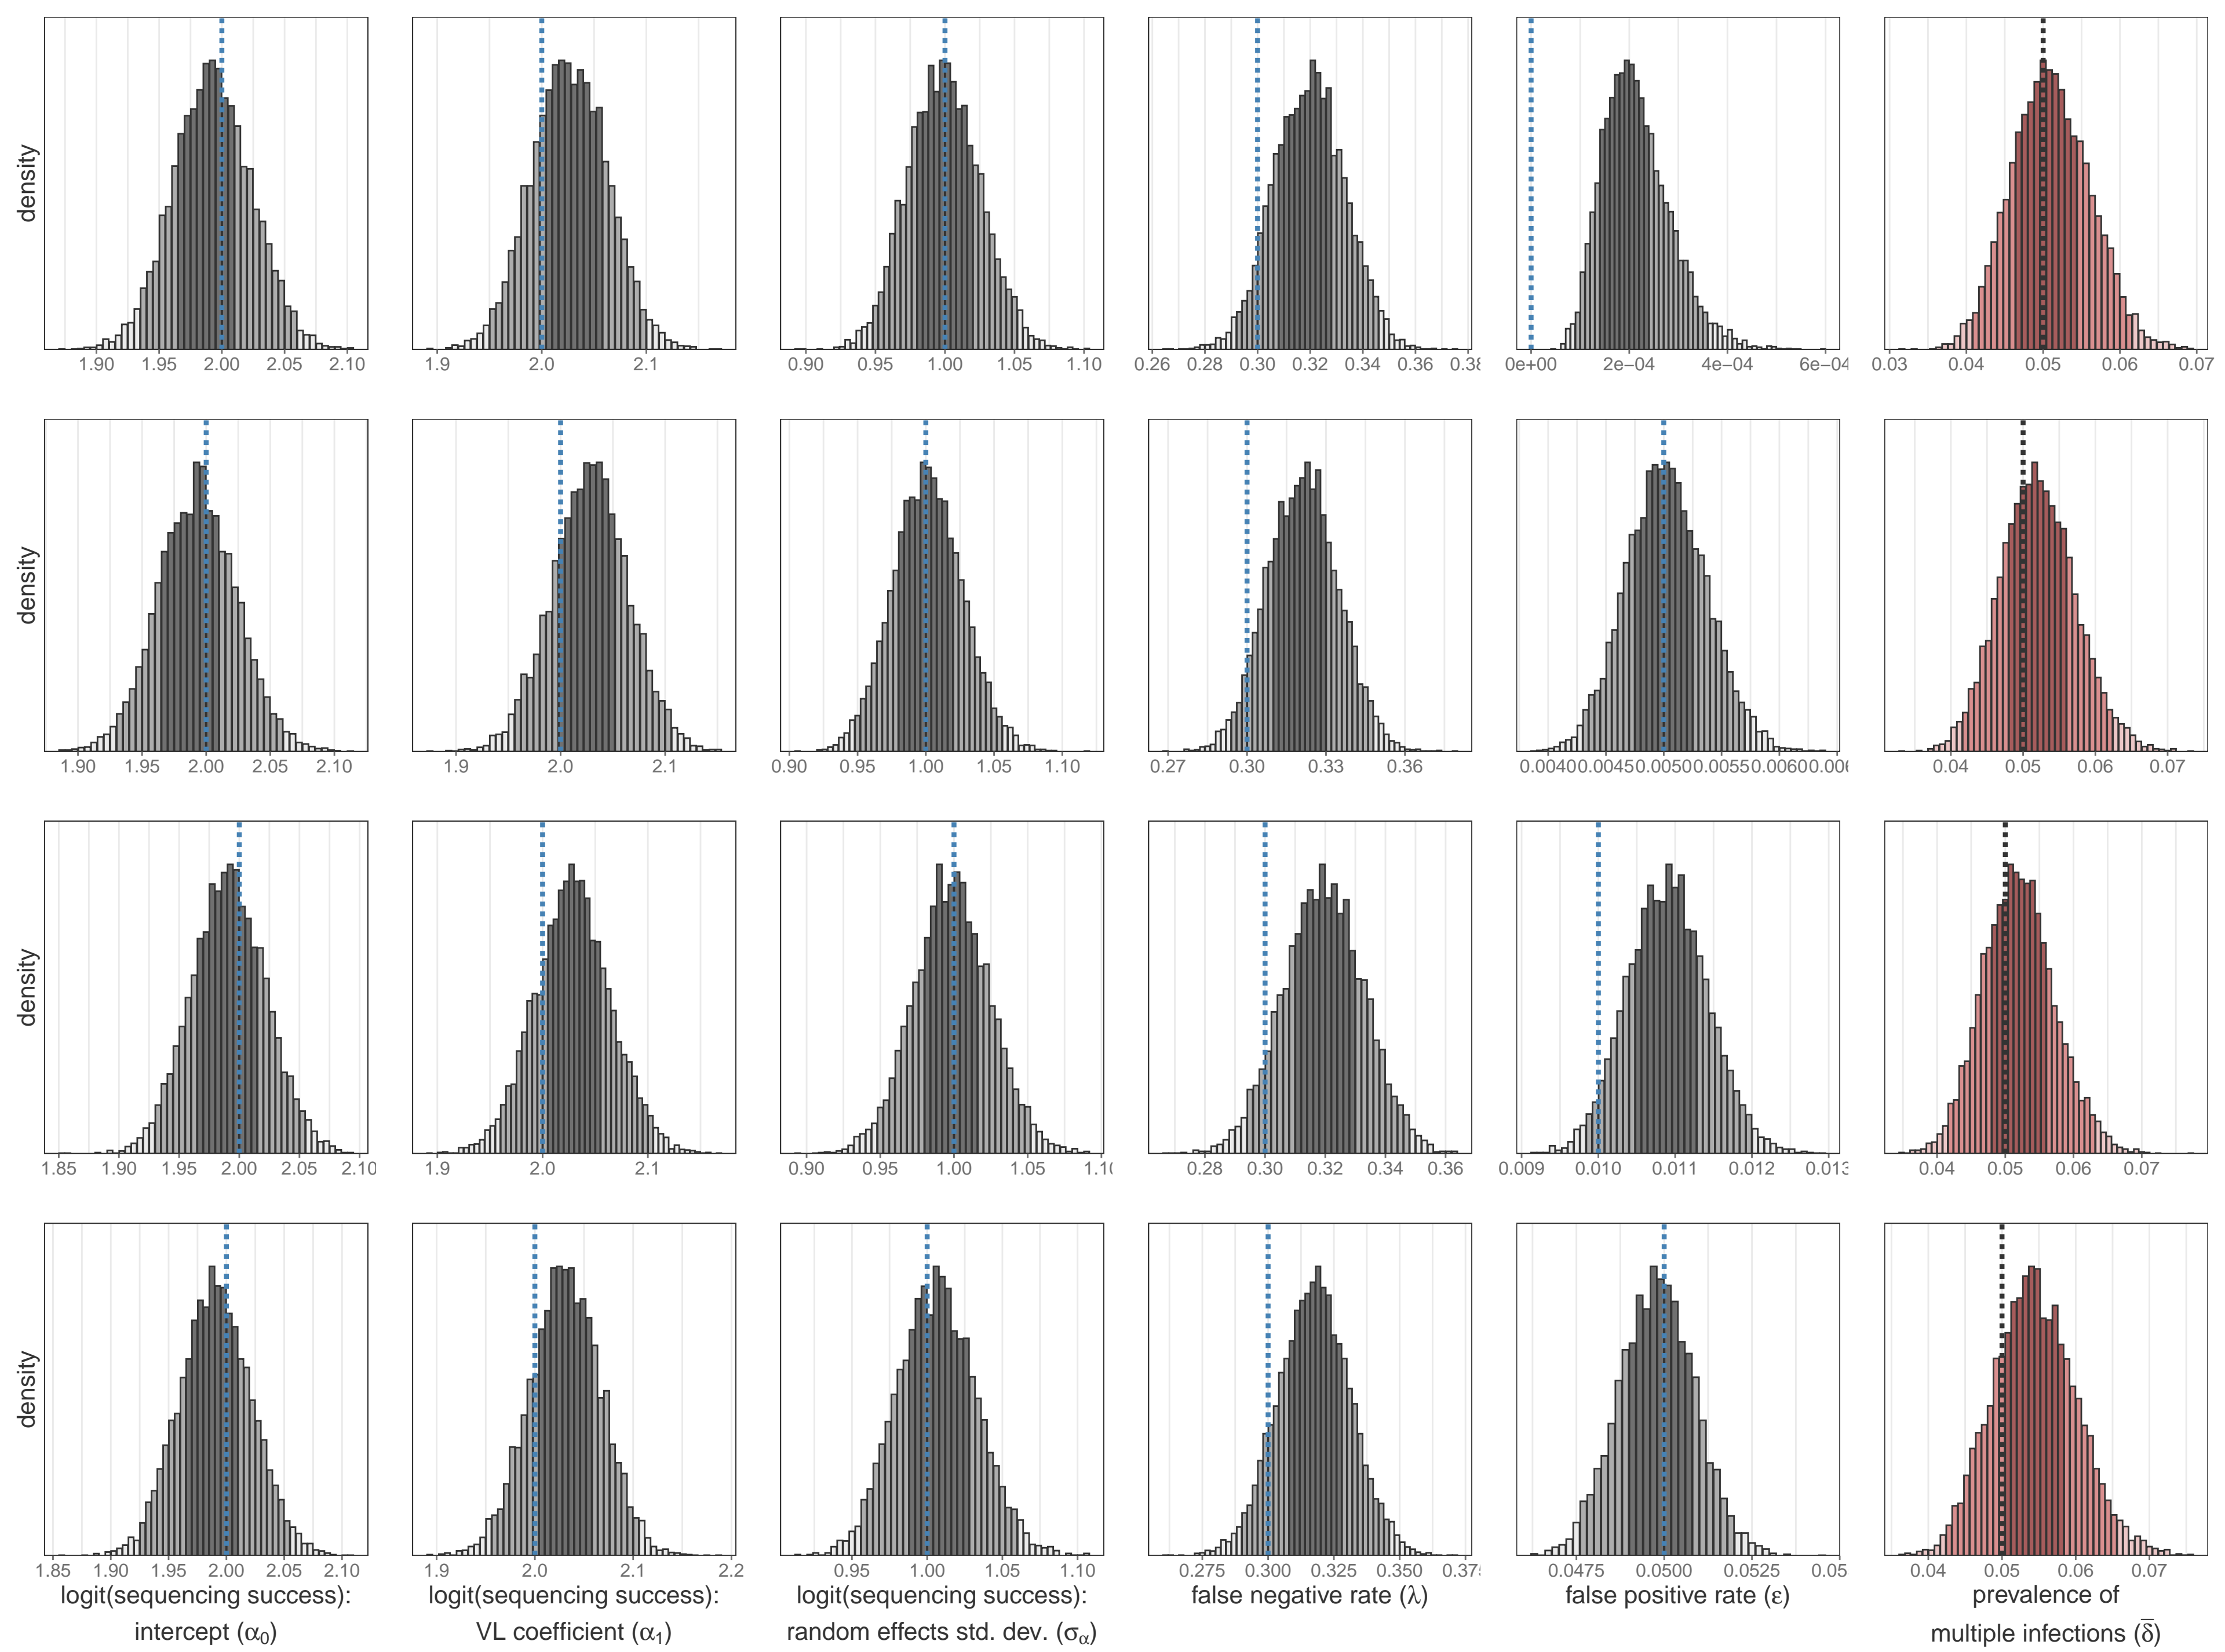 density
1.90 1.95 2.00 2.05 2.10
1.9 2.0 2.1
0.90 0.95 1.00 1.05 1.10
0.26 0.28 0.30 0.32 0.34 0.36
0e+00 2e−04 4e−04
0.03 0.04 0.05 0.06 0.07
density
1.90 1.95 2.00 2.05 2.10
1.9 2.0 2.1
0.90 0.95 1.00 1.05 1.10
0.27 0.30 0.33 0.36
0.0040 0.0045 0.0050 0.0055 0.0060
0.04 0.05 0.06 0.07
density
1.85 1.90 1.95 2.00 2.05 2.10
1.9 2.0 2.1
0.90 0.95 1.00 1.05
0.28 0.30 0.32 0.34 0.36
0.009 0.010 0.011 0.012 0.013
0.04 0.05 0.06 0.07
density
1.85 1.90 1.95 2.00 2.05 2.10
1.9 2.0 2.1 2.2
0.95 1.00 1.05 1.10
0.275 0.300 0.325 0.350
0.0475 0.0500 0.0525
0.04 0.05 0.06 0.07
logit(sequencing success):
intercept (α₀)
logit(sequencing success):
VL coefficient (α₁)
logit(sequencing success):
random effects std. dev. (σα)
false negative rate (λ)
false positive rate (ε)
prevalence of
multiple infections (δ̅)